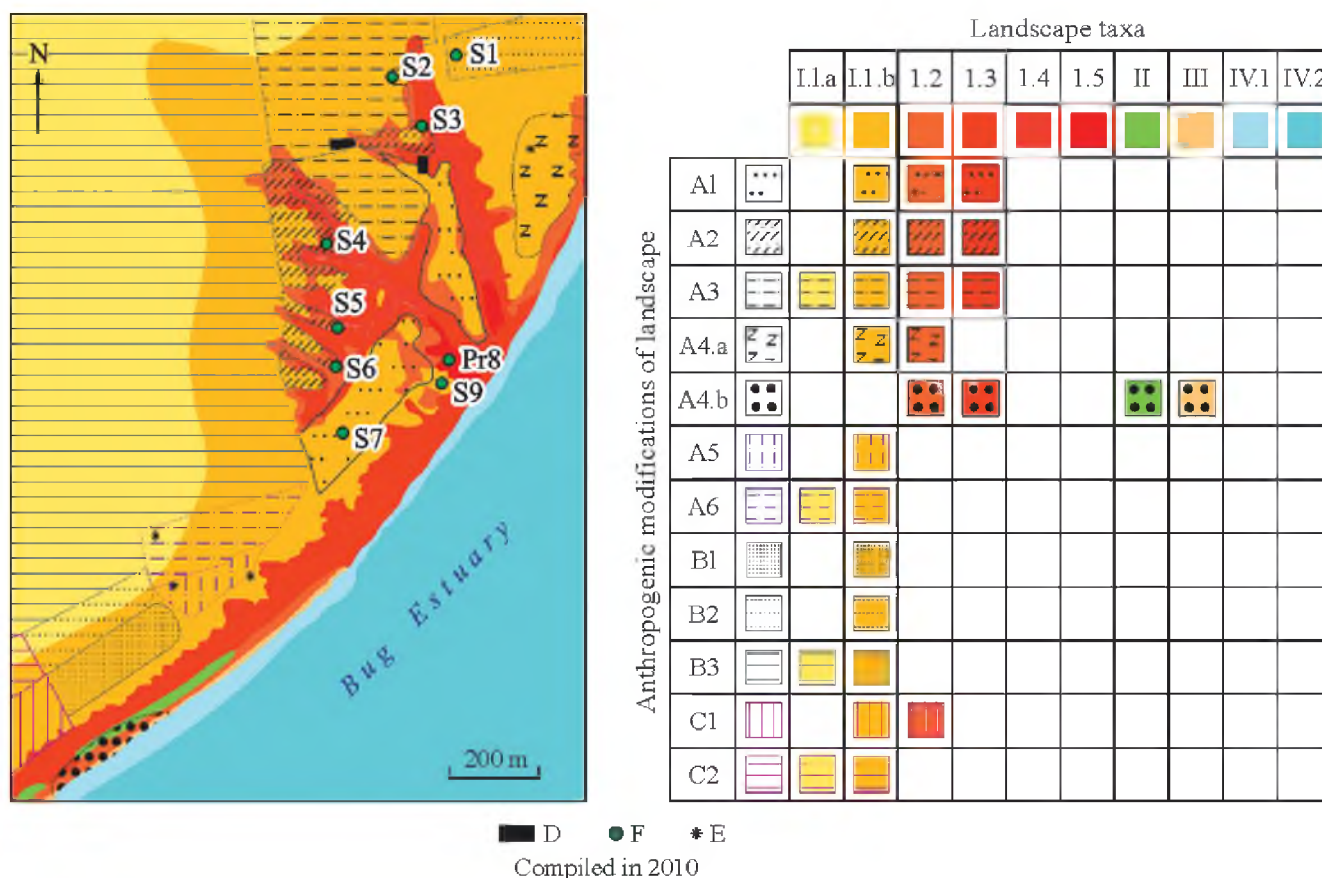 N
S1
S2
S3
S4
S5
S6
Pr8
S9
S7
Bug Estuary
200 m
Landscape taxa
I.1.a I.1.b 1.2 1.3 1.4 1.5 II III IV.1 IV.2
Anthropogenic modifications of landscape
A1
A2
A3
A4.a
A4.b
A5
A6
B1
B2
B3
C1
C2
D F E
Compiled in 2010